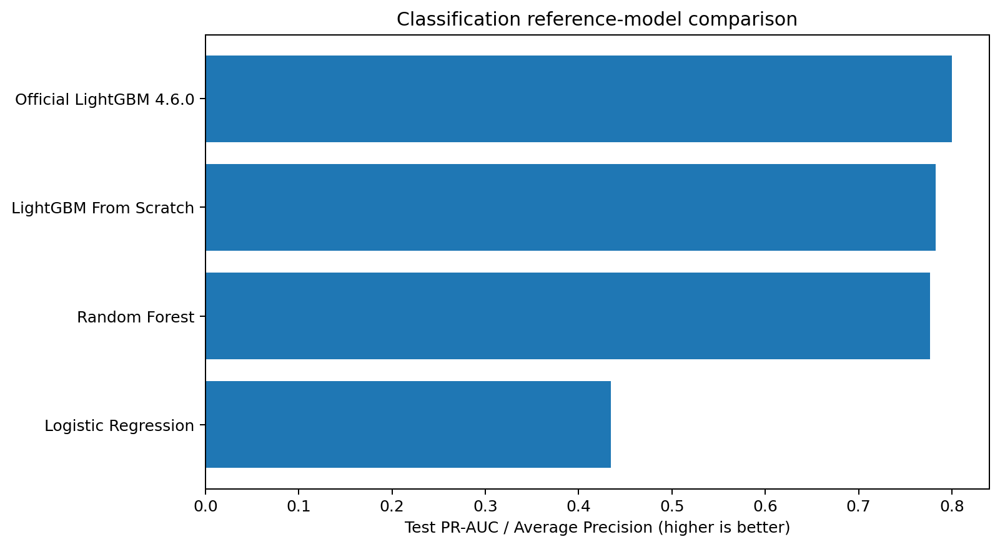 Classification reference-model comparison
Official LightGBM 4.6.0
LightGBM From Scratch
Random Forest
Logistic Regression
0.0 0.1 0.2 0.3 0.4 0.5 0.6 0.7 0.8
Test PR-AUC / Average Precision (higher is better)